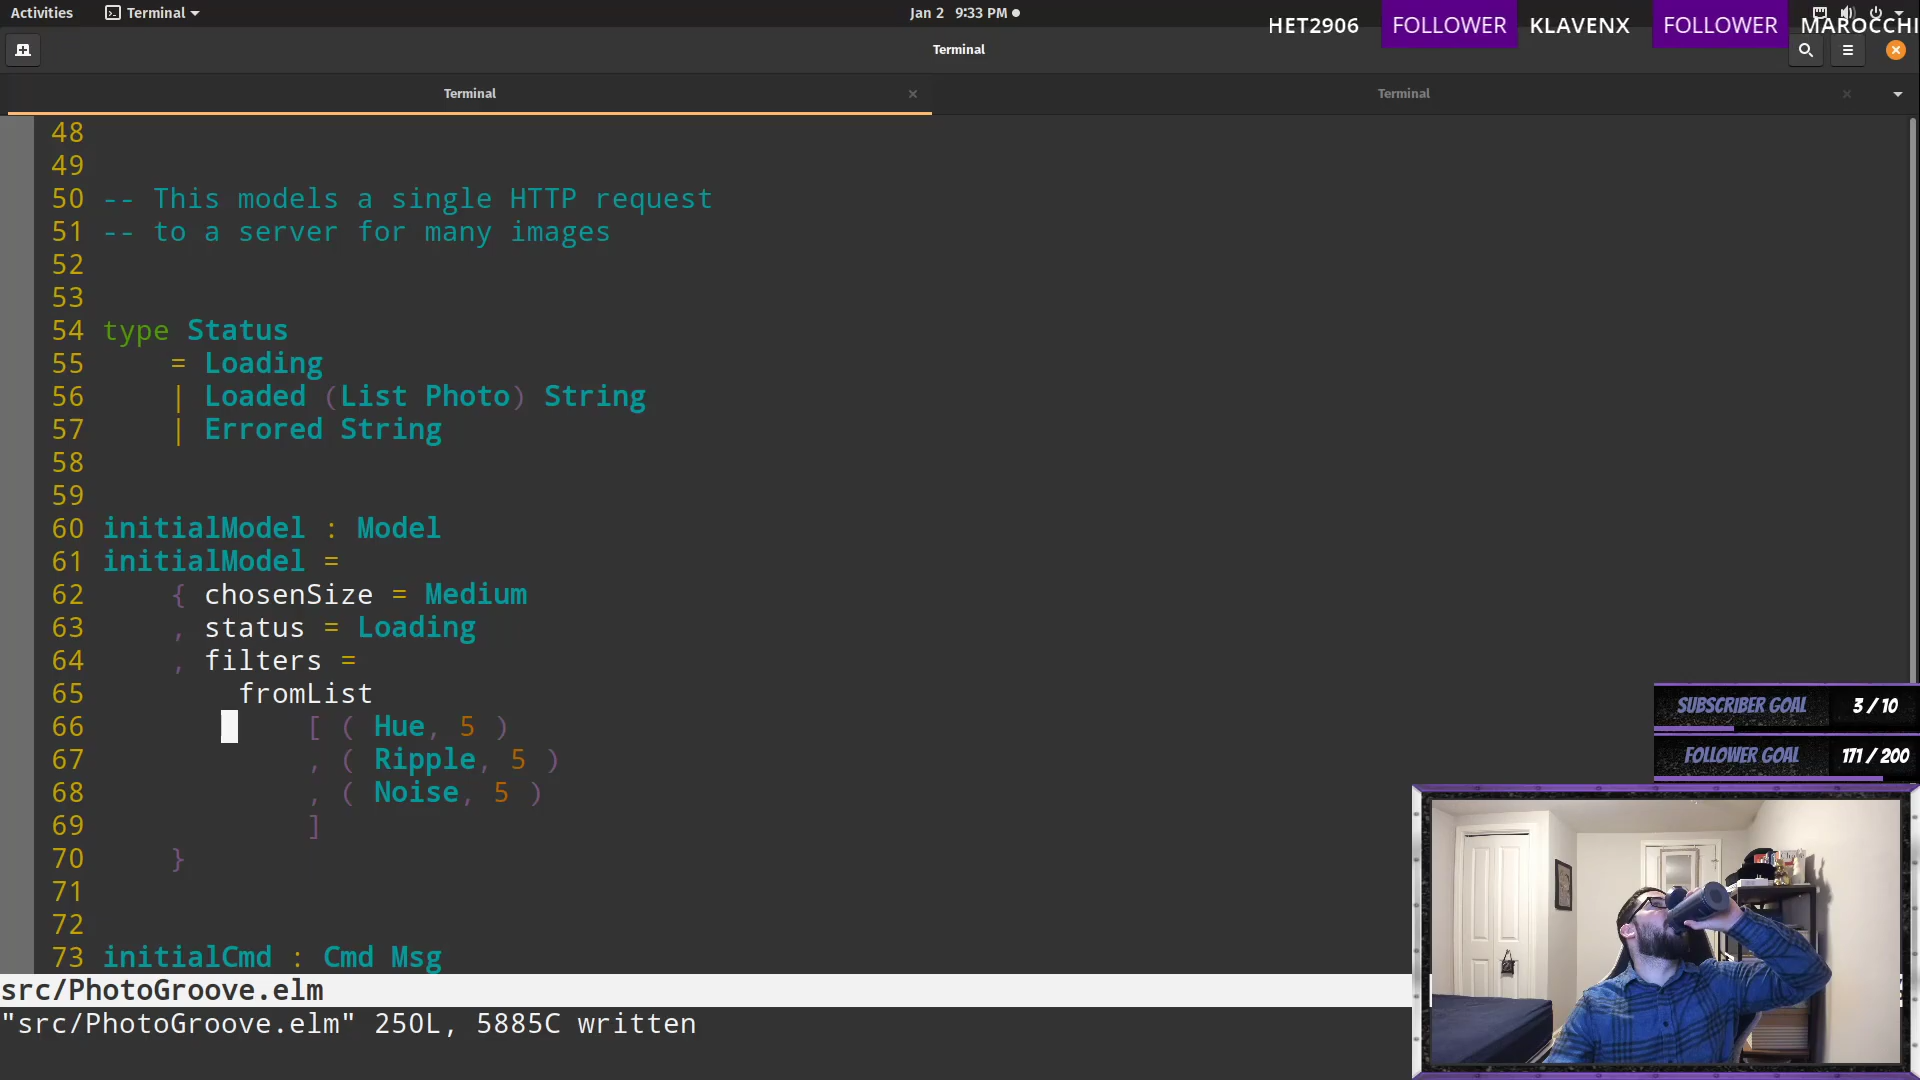 Activities Terminal Jan 2 9:33 PM
HET2906 FOLLOWER KLAVENX FOLLOWER MAROCCHI
Terminal
Terminal Terminal
48
49
50 -- This models a single HTTP request
51 -- to a server for many images
52
53
54 type Status
55 = Loading
56 | Loaded (List Photo) String
57 | Errored String
58
59
60 initialModel : Model
61 initialModel =
62 { chosenSize = Medium
63 , status = Loading
64 , filters =
65 fromList
66 [ ( Hue, 5 )
67 , ( Ripple, 5 )
68 , ( Noise, 5 )
69 ]
70 }
71
72
73 initialCmd : Cmd Msg
src/PhotoGroove.elm
"src/PhotoGroove.elm" 250L, 5885C written
SUBSCRIBER GOAL 3 / 10
FOLLOWER GOAL 171 / 200